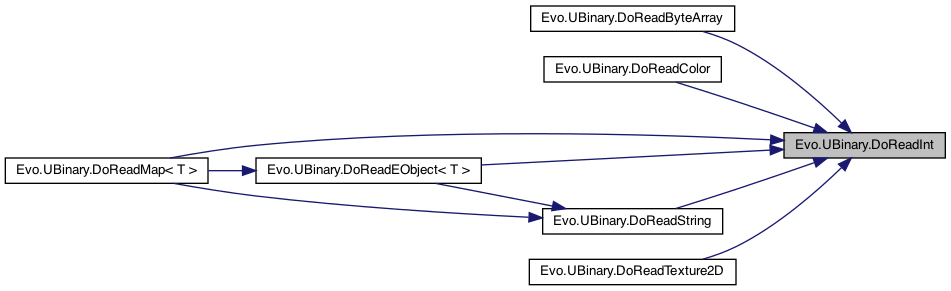 Evo.UBinary.DoReadByteArray
Evo.UBinary.DoReadColor
Evo.UBinary.DoReadInt
Evo.UBinary.DoReadMap< T >
Evo.UBinary.DoReadEObject< T >
Evo.UBinary.DoReadString
Evo.UBinary.DoReadTexture2D